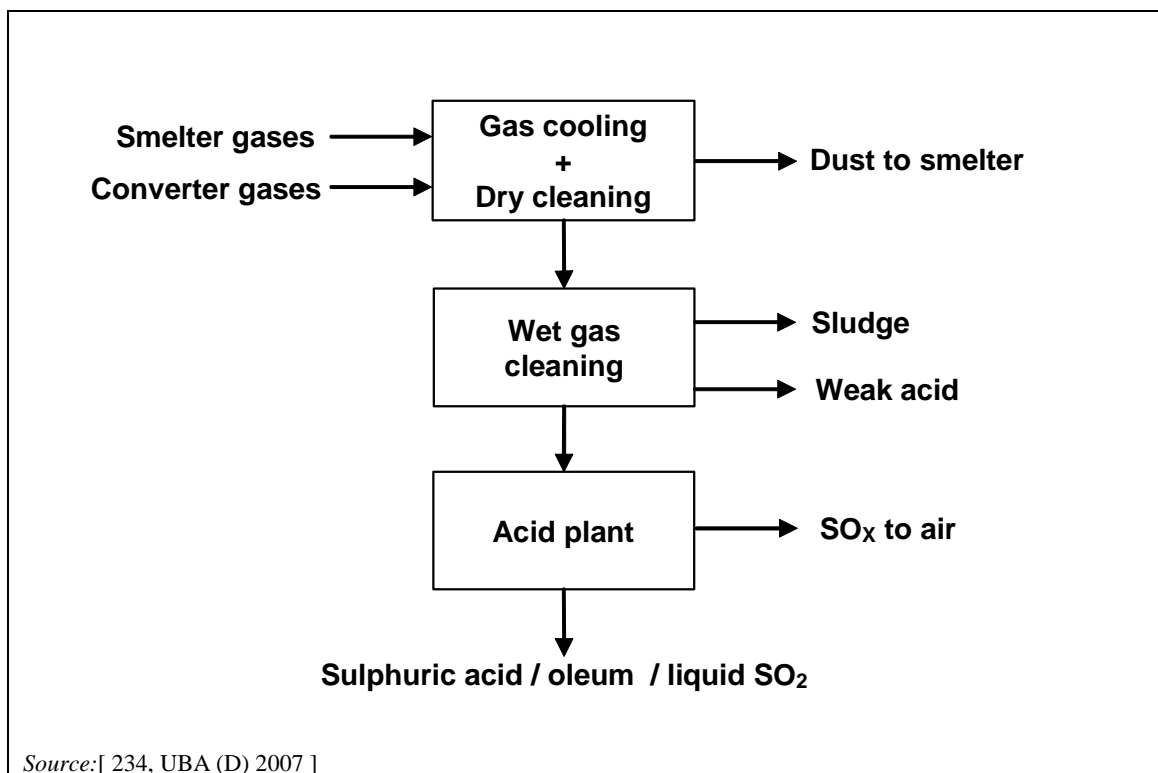 Smelter gases
Converter gases
Gas cooling
+
Dry cleaning
Dust to smelter
Wet gas
cleaning
Sludge
Weak acid
Acid plant
SOX to air
Sulphuric acid / oleum / liquid SO2
Source:[ 234, UBA (D) 2007 ]